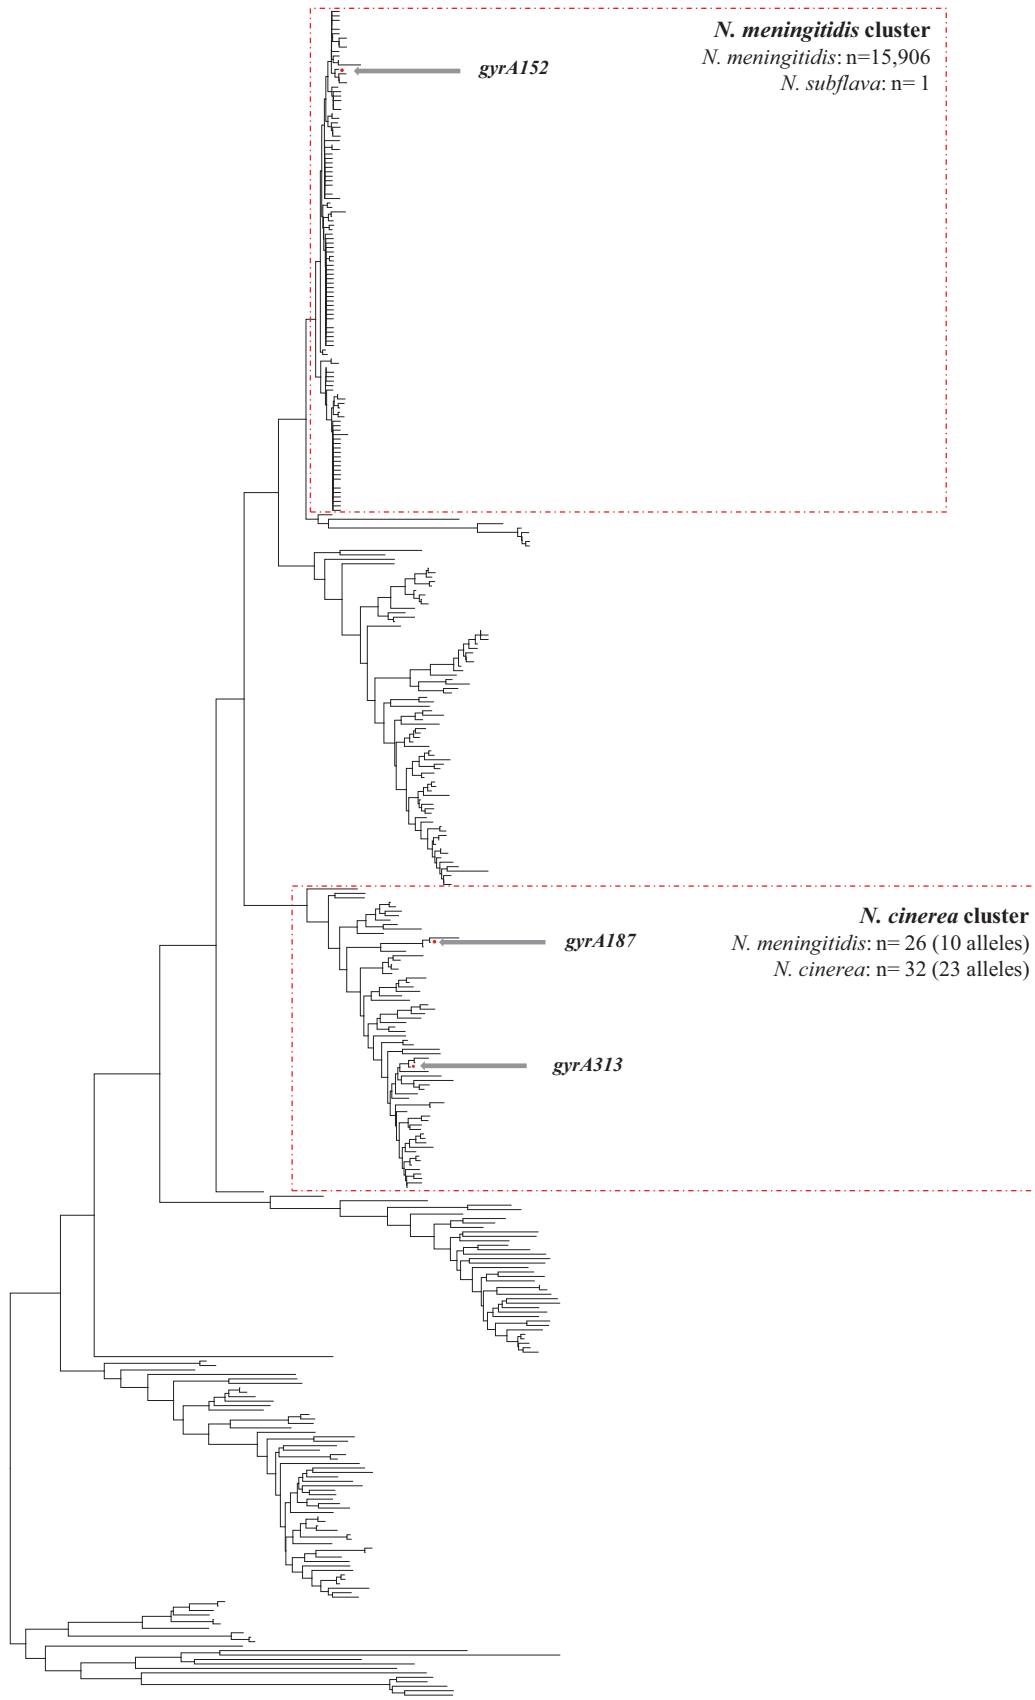 N. meningitidis cluster
N. meningitidis: n=15,906
N. subflava: n= 1
gyrA152
N. cinerea cluster
N. meningitidis: n= 26 (10 alleles)
N. cinerea: n= 32 (23 alleles)
gyrA187
gyrA313